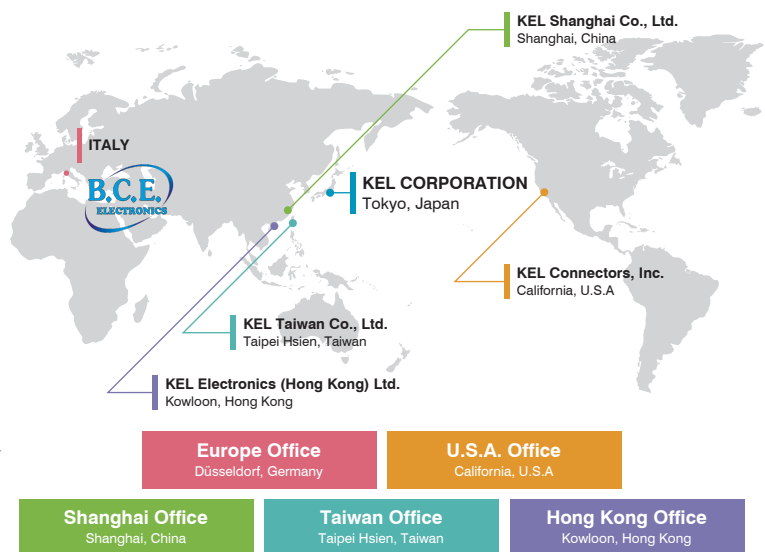 KEL Shanghai Co., Ltd.
Shanghai, China
ITALY
B.C.E.
ELECTRONICS
KEL CORPORATION
Tokyo, Japan
KEL Connectors, Inc.
California, U.S.A
KEL Taiwan Co., Ltd.
Taipei Hsien, Taiwan
KEL Electronics (Hong Kong) Ltd.
Kowloon, Hong Kong
Europe Office
Düsseldorf, Germany
U.S.A. Office
California, U.S.A
Shanghai Office
Shanghai, China
Taiwan Office
Taipei Hsien, Taiwan
Hong Kong Office
Kowloon, Hong Kong